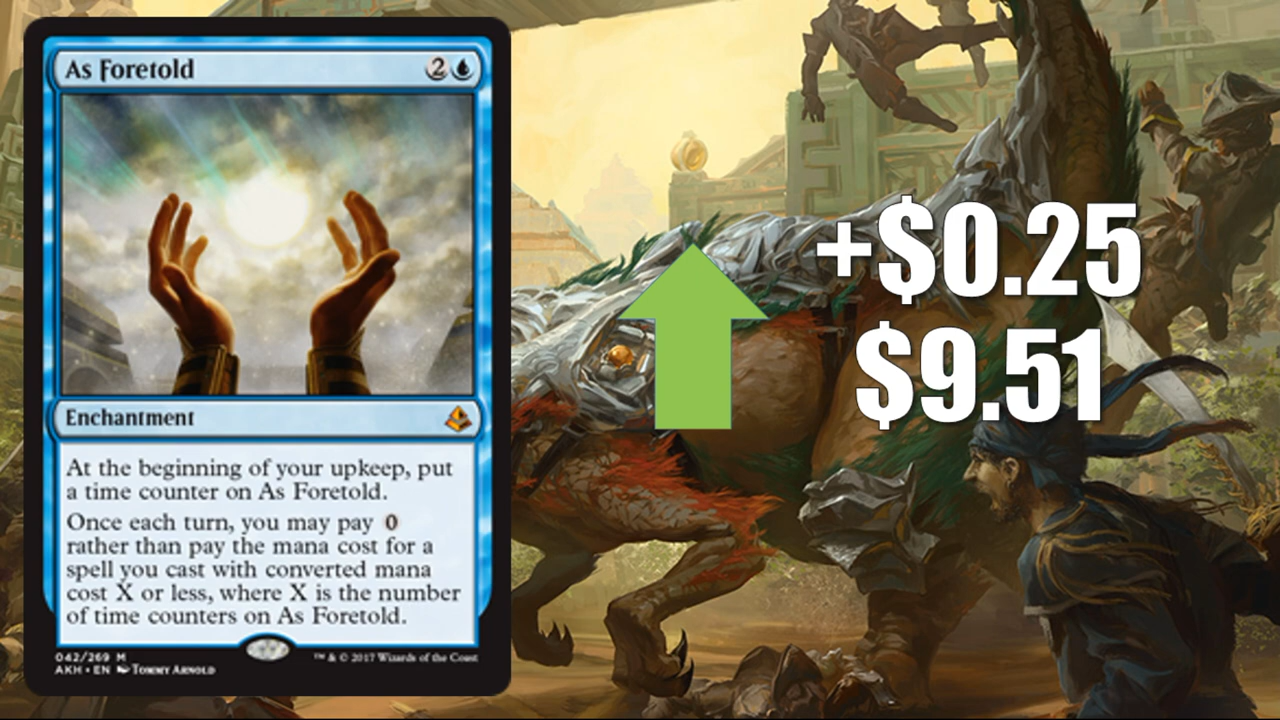 As Foretold 2
Enchantment
At the beginning of your upkeep, put
a time counter on As Foretold.
Once each turn, you may pay 0
rather than pay the mana cost for a
spell you cast with converted mana
cost X or less, where X is the number
of time counters on As Foretold.
042/269 M
AKH • EN Tommy Arnold
™ & © 2017 Wizards of the Coast
+$0.25
$9.51